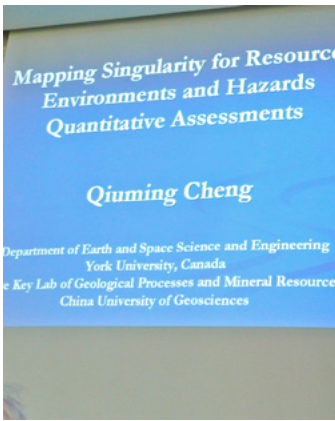 Mapping Singularity for Resource
Environments and Hazards
Quantitative Assessments
Qiuming Cheng
Department of Earth and Space Science and Engineering
York University, Canada
e Key Lab of Geological Processes and Mineral Resource
China University of Geosciences